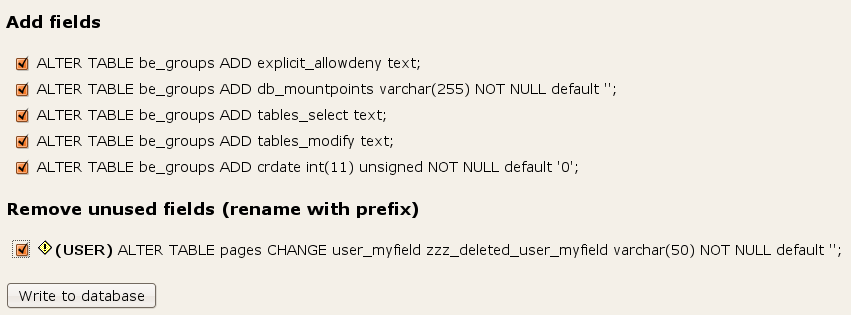 Add fields
ALTER TABLE be_groups ADD explicit_allowdeny text;
ALTER TABLE be_groups ADD db_mountpoints varchar(255) NOT NULL default '';
ALTER TABLE be_groups ADD tables_select text;
ALTER TABLE be_groups ADD tables_modify text;
ALTER TABLE be_groups ADD crdate int(11) unsigned NOT NULL default '0';
Remove unused fields (rename with prefix)
(USER) ALTER TABLE pages CHANGE user_myfield zzz_deleted_user_myfield varchar(50) NOT NULL default '';
Write to database